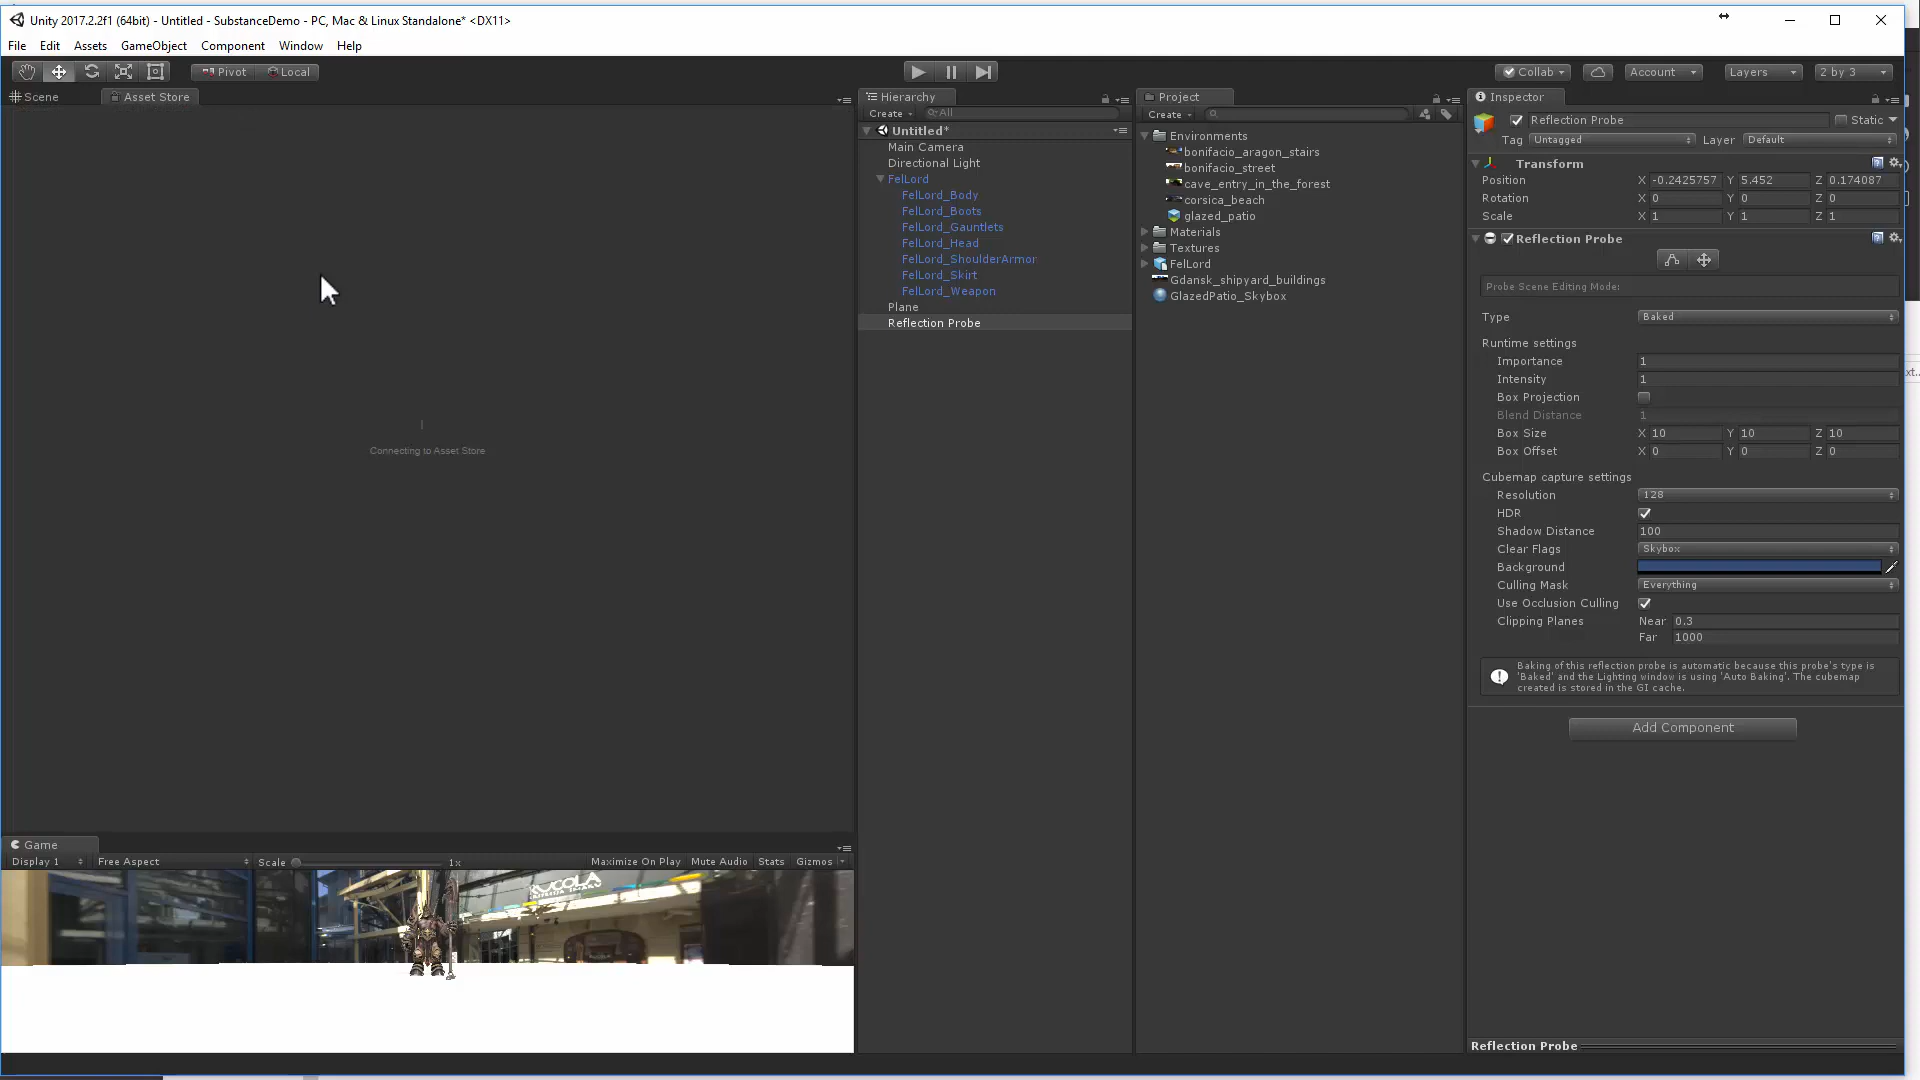 Unity 2017.2.2f1 (64bit) - Untitled - SubstanceDemo - PC, Mac & Linux Standalone* <DX11>
File Edit Assets GameObject Component Window Help
Pivot Local
Collab Account Layers 2 by 3
Scene Asset Store
Connecting to Asset Store
Game
Display 1 Free Aspect Scale 1x Maximize On Play Mute Audio Stats Gizmos
Hierarchy
Create All
Untitled*
Main Camera
Directional Light
FelLord
FelLord_Body
FelLord_Boots
FelLord_Gauntlets
FelLord_Head
FelLord_ShoulderArmor
FelLord_Skirt
FelLord_Weapon
Plane
Reflection Probe
Project
Create
Environments
bonifacio_aragon_stairs
bonifacio_street
cave_entry_in_the_forest
corsica_beach
glazed_patio
Materials
Textures
FelLord
Gdansk_shipyard_buildings
GlazedPatio_Skybox
Inspector
Reflection Probe Static
Tag Untagged Layer Default
Transform
Position X -0.2425757 Y 5.452 Z 0.174087
Rotation X 0 Y 0 Z 0
Scale X 1 Y 1 Z 1
Reflection Probe
Probe Scene Editing Mode:
Type Baked
Runtime settings
Importance 1
Intensity 1
Box Projection
Blend Distance 1
Box Size X 10 Y 10 Z 10
Box Offset X 0 Y 0 Z 0
Cubemap capture settings
Resolution 128
HDR
Shadow Distance 100
Clear Flags Skybox
Background
Culling Mask Everything
Use Occlusion Culling
Clipping Planes Near 0.3
Far 1000
Baking of this reflection probe is automatic because this probe's type is
'Baked' and the Lighting window is using 'Auto Baking'. The cubemap
created is stored in the GI cache.
Add Component
Reflection Probe